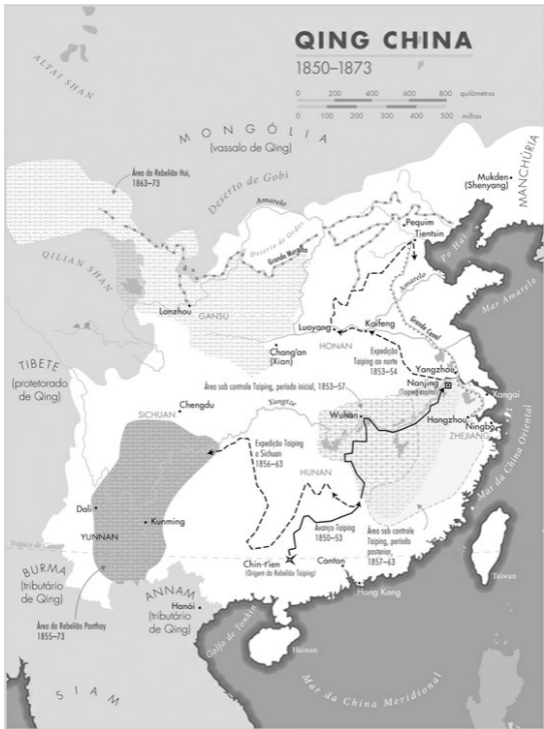 QING CHINA
1850–1873
0 200 400 600 800 quilômetros
0 100 200 300 400 500 milhas
ALTAI SHAN
MONGÓLIA
(vassalo de Qing)
MANCHÚRIA
Área da Rebelião Hui,
1863–73
Deserto de Gobi
Mukden
(Shenyang)
Amarelo
Pequim
Tientsin
Deserto de Ordos
Grande Muralha
Po Hai
QILIAN SHAN
Amarelo
Mar Amarelo
Lanzhou
GANSU
Luoyang
Kaifeng
Grande Canal
HONAN
Chang'an
(Xian)
Expedição
Taiping ao norte
1853–54
TIBETE
(protetorado
de Qing)
Yangzhou
Nanjing
(Taiping capital)
Área sob controle Taiping, período inicial, 1853–57
Xangai
SICHUAN
Chengdu
Yangtze
Wuhan
Hangzhou
Ningbo
ZHEJIANG
Expedição Taiping
a Sichuan
1856–63
HUNAN
Mar da China Oriental
Dali
Kunming
YUNNAN
Avanço Taiping
1850–53
Área sob controle
Taiping, período
posterior,
1857–63
Trópico de Câncer
Chin-t'ien
(Origem da Rebelião Taiping)
Canton
Taiwan
BURMA
(tributário
de Qing)
ANNAM
(tributário
de Qing)
Hanói
Hong Kong
Área da Rebelião Panthay
1855–73
Golfo de Tonkin
Hainan
SIAM
Mar da China Meridional